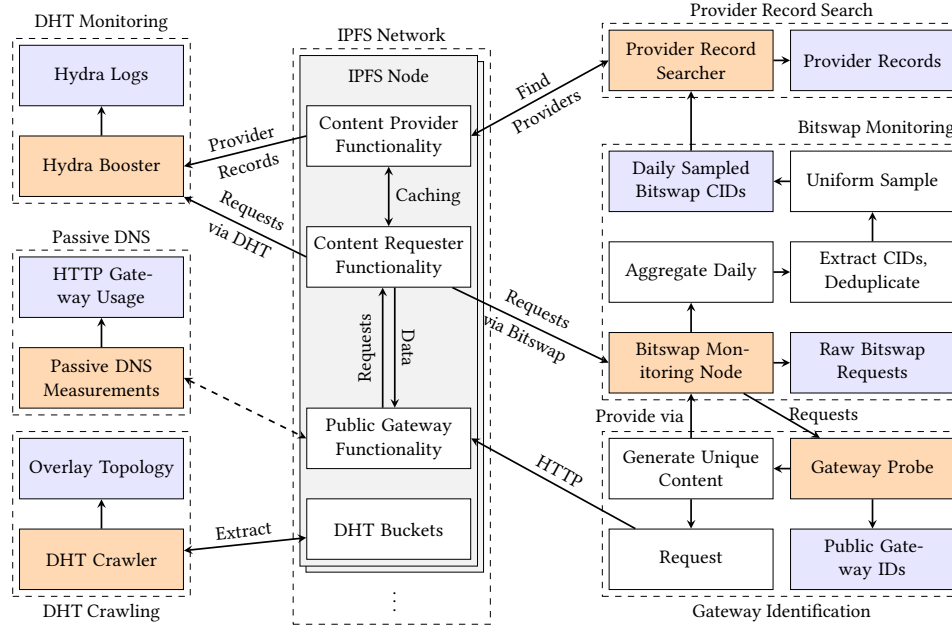 DHT Monitoring
Hydra Logs
Hydra Booster
Passive DNS
HTTP Gate-
way Usage
Passive DNS
Measurements
Overlay Topology
DHT Crawler
DHT Crawling
Provider
Records
Requests
via DHT
Extract
IPFS Network
IPFS Node
Content Provider
Functionality
Caching
Content Requester
Functionality
Requests
Data
Public Gateway
Functionality
DHT Buckets
⋮
Find
Providers
Requests
via Bitswap
HTTP
Provider Record Search
Provider Record
Searcher
Provider Records
Bitswap Monitoring
Daily Sampled
Bitswap CIDs
Uniform Sample
Aggregate Daily
Extract CIDs,
Deduplicate
Bitswap Mon-
itoring Node
Raw Bitswap
Requests
Provide via
Requests
Generate Unique
Content
Gateway Probe
Request
Public Gate-
way IDs
Gateway Identification